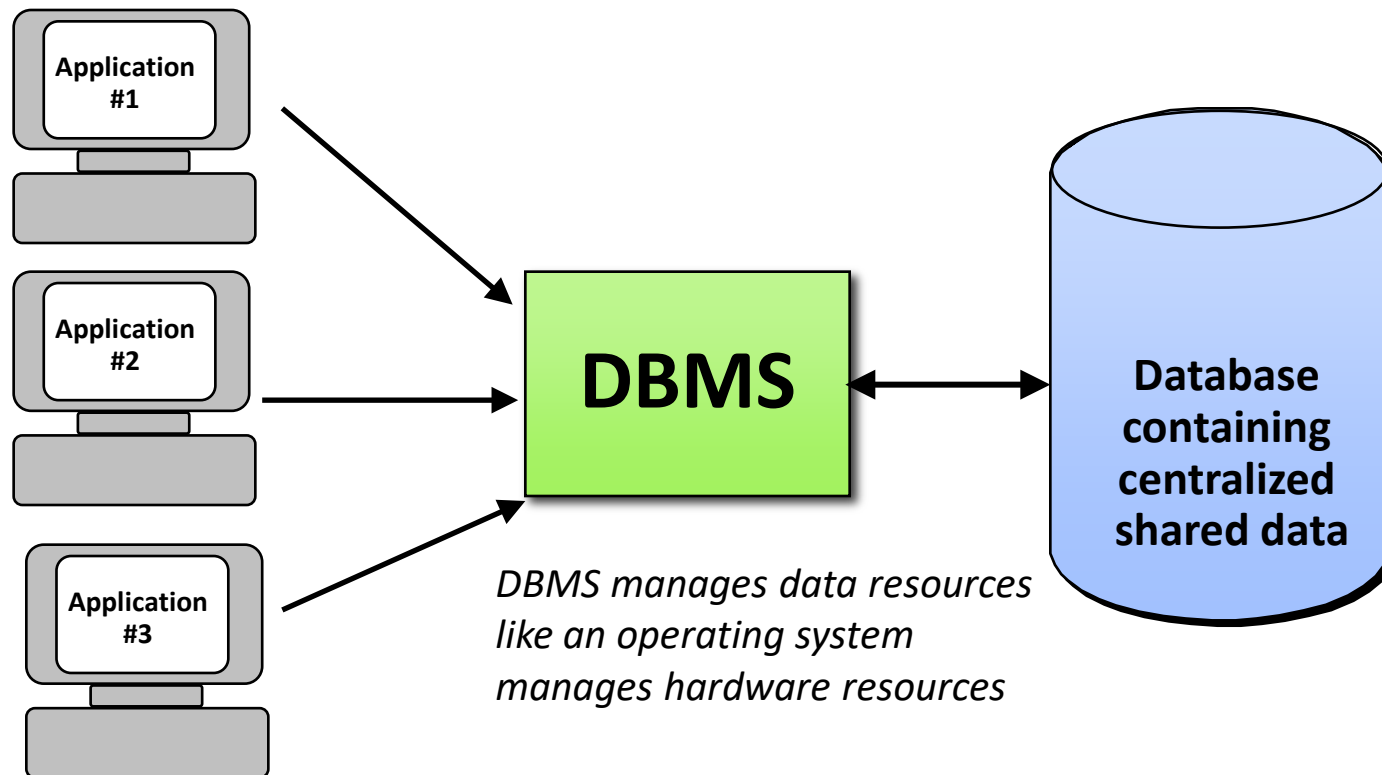 Application
#1
Application
#2
Application
#3
DBMS
DBMS manages data resources
like an operating system
manages hardware resources
Database
containing
centralized
shared data